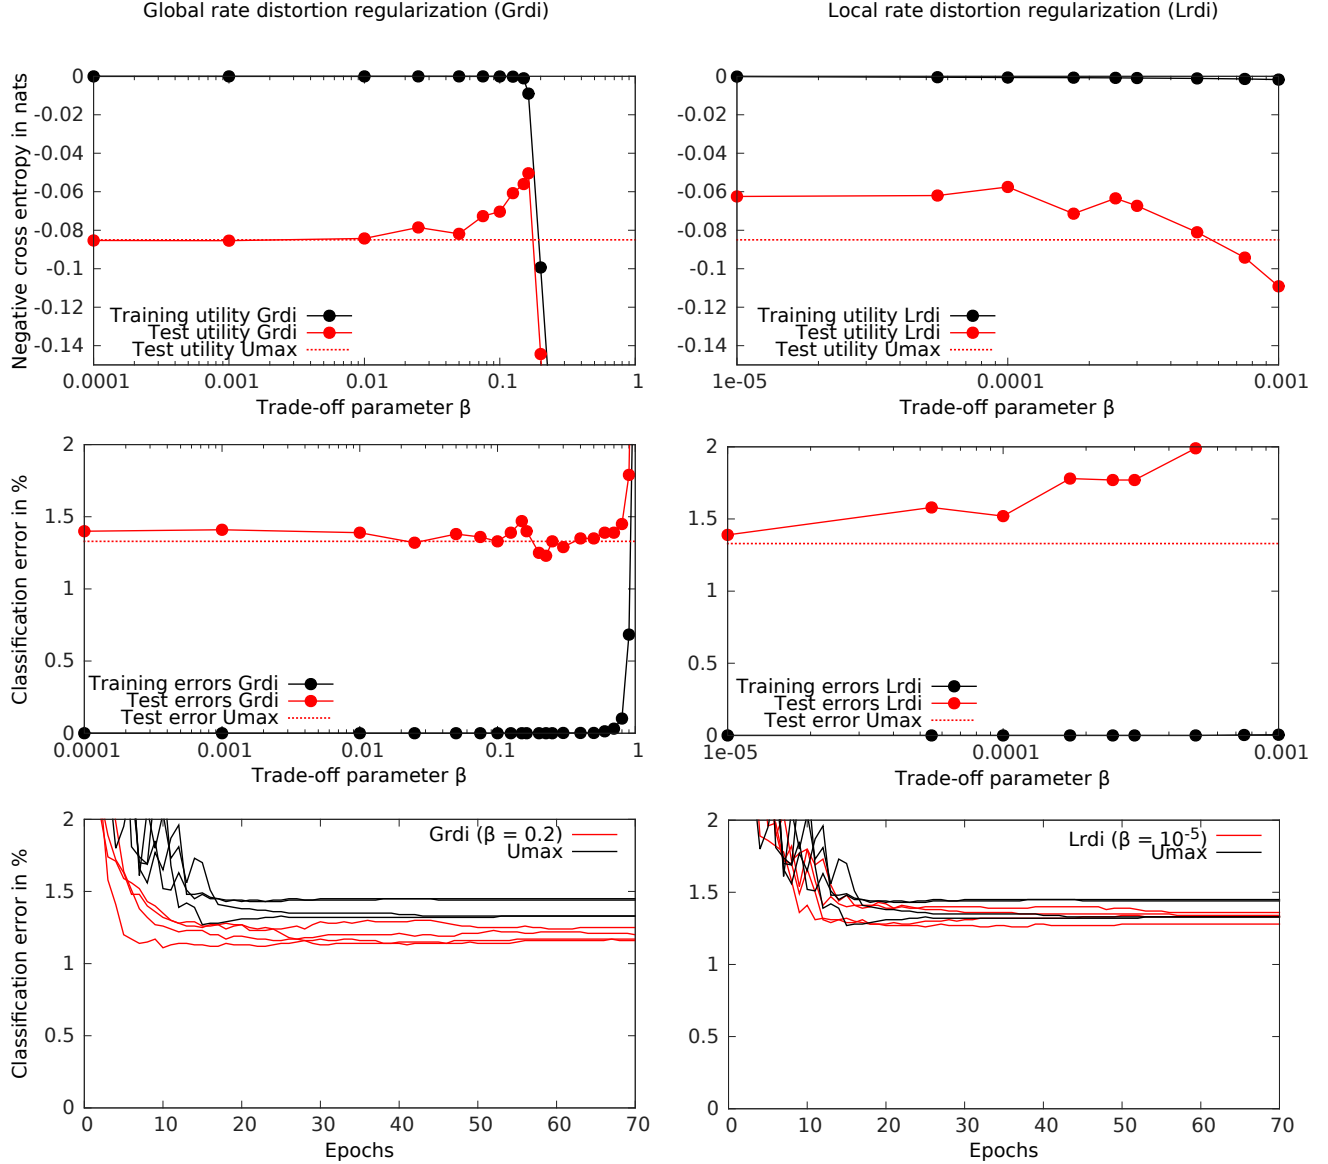 Global rate distortion regularization (Grdi)
Local rate distortion regularization (Lrdi)
Negative cross entropy in nats
0
-0.02
-0.04
-0.06
-0.08
-0.1
-0.12
-0.14
Training utility Grdi
Test utility Grdi
Test utility Umax
0.0001 0.001 0.01 0.1 1
Trade-off parameter β
0
-0.02
-0.04
-0.06
-0.08
-0.1
-0.12
-0.14
Training utility Lrdi
Test utility Lrdi
Test utility Umax
1e-05 0.0001 0.001
Trade-off parameter β
Classification error in %
2
1.5
1
0.5
0
Training errors Grdi
Test errors Grdi
Test error Umax
0.0001 0.001 0.01 0.1 1
Trade-off parameter β
2
1.5
1
0.5
0
Training errors Lrdi
Test errors Lrdi
Test error Umax
1e-05 0.0001 0.001
Trade-off parameter β
Classification error in %
2
1.5
1
0.5
0
Grdi (β = 0.2)
Umax
0 10 20 30 40 50 60 70
Epochs
2
1.5
1
0.5
0
Lrdi (β = 10^-5)
Umax
0 10 20 30 40 50 60 70
Epochs